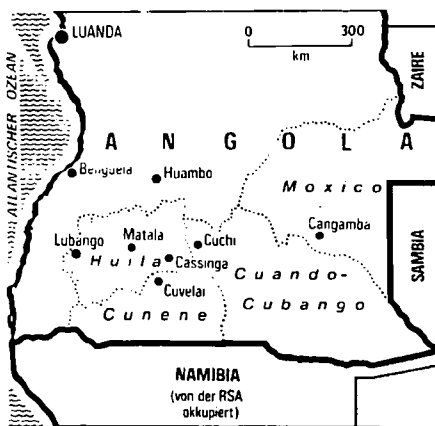 LUANDA
0 300
km
ZAIRE
ATLANTISCHER OZEAN
ANGOLA
Benguela
Huambo
Moxico
Lubango
Matala
Cuchi
Cangamba
SAMBIA
Huila
Cassinga
Cuando-
Cubango
Cuvelai
Cunene
NAMIBIA
(von der RSA
okkupiert)